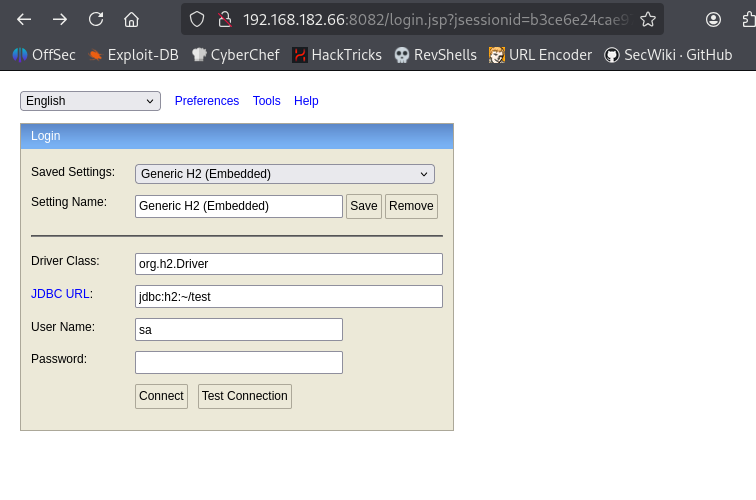 192.168.182.66:8082/login.jsp?jsessionid=b3ce6e24cae9
OffSec Exploit-DB CyberChef HackTricks RevShells URL Encoder SecWiki · GitHub
English Preferences Tools Help
Login
Saved Settings: Generic H2 (Embedded)
Setting Name: Generic H2 (Embedded) Save Remove
Driver Class: org.h2.Driver
JDBC URL: jdbc:h2:~/test
User Name: sa
Password:
Connect Test Connection